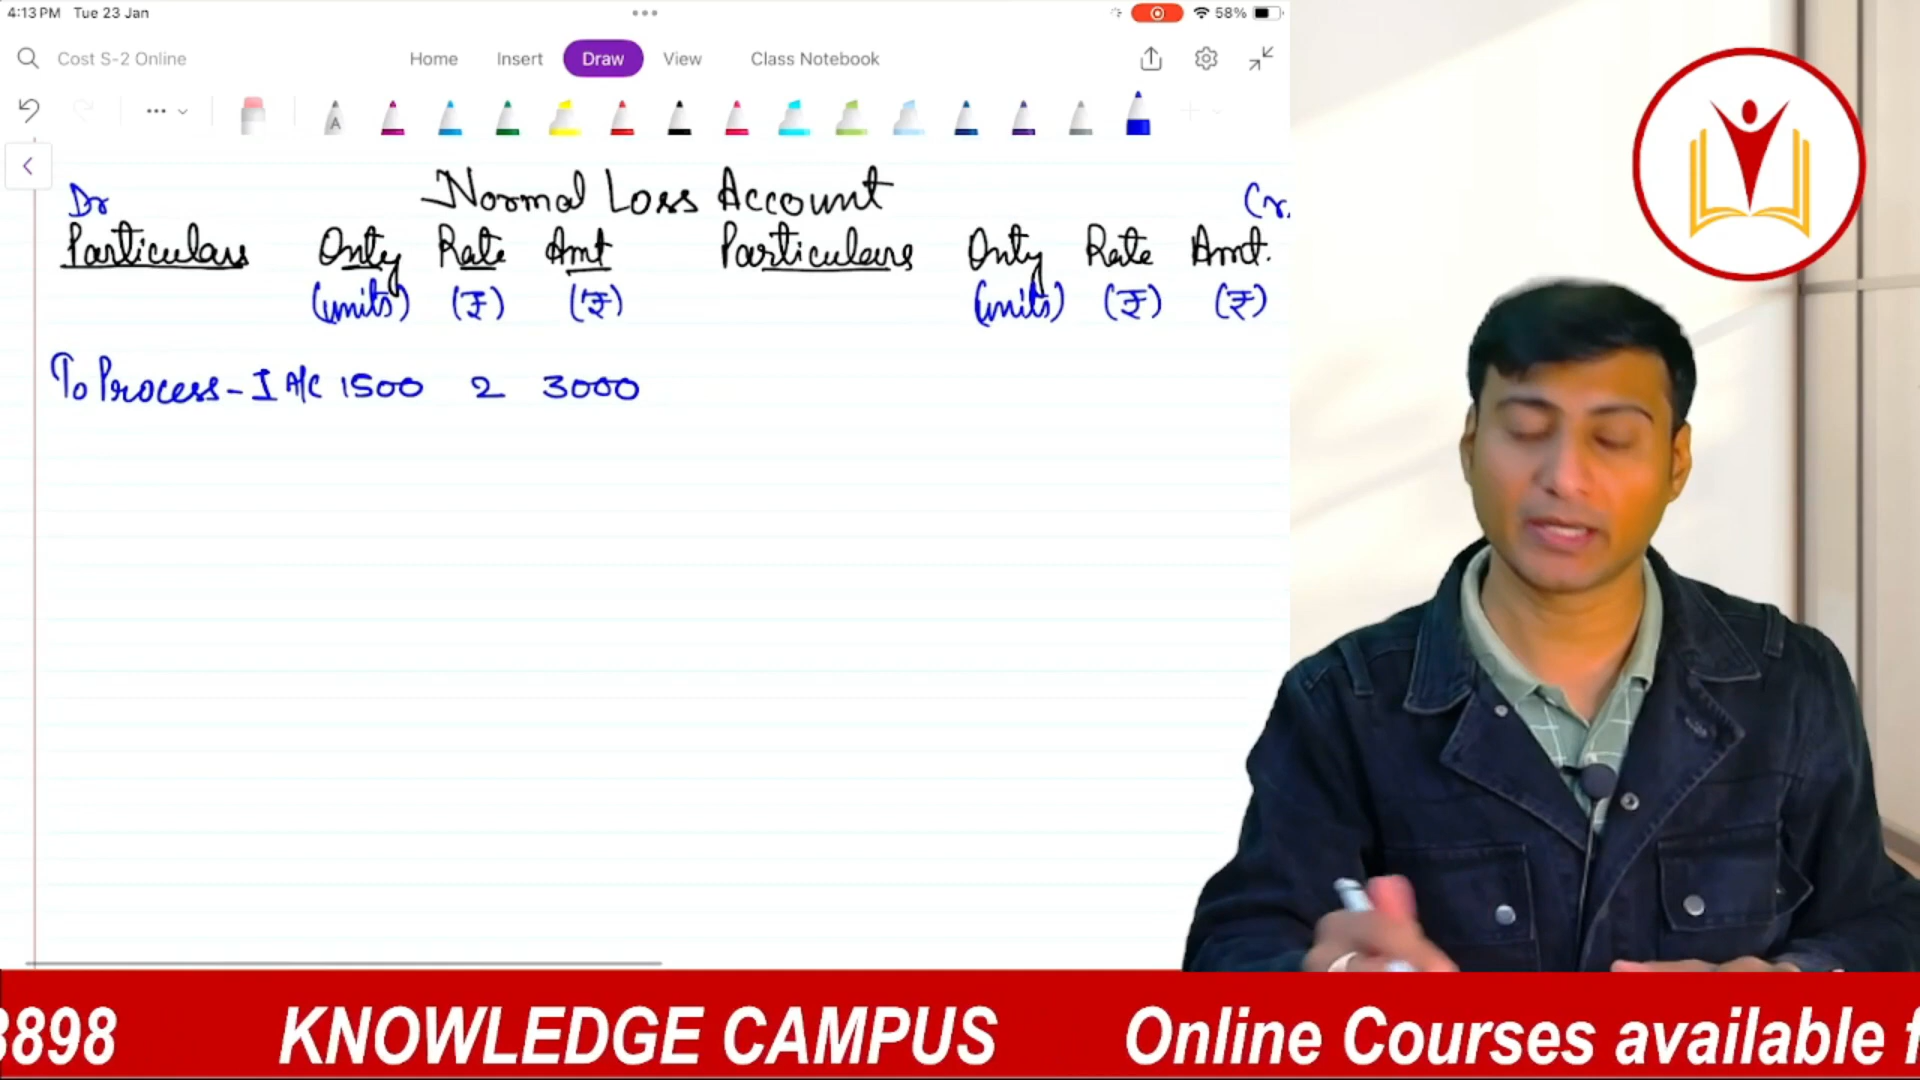 4:13 PM Tue 23 Jan
58%
Cost S-2 Online Home Insert Draw View Class Notebook
A
Normal Loss Account
Dr Cr.
Particulars Qnty Rate Amt Particulars Qnty Rate Amt.
(units) (₹) (₹) (units) (₹) (₹)
To Process - I A/C 1500 2 3000
3898 KNOWLEDGE CAMPUS Online Courses available f